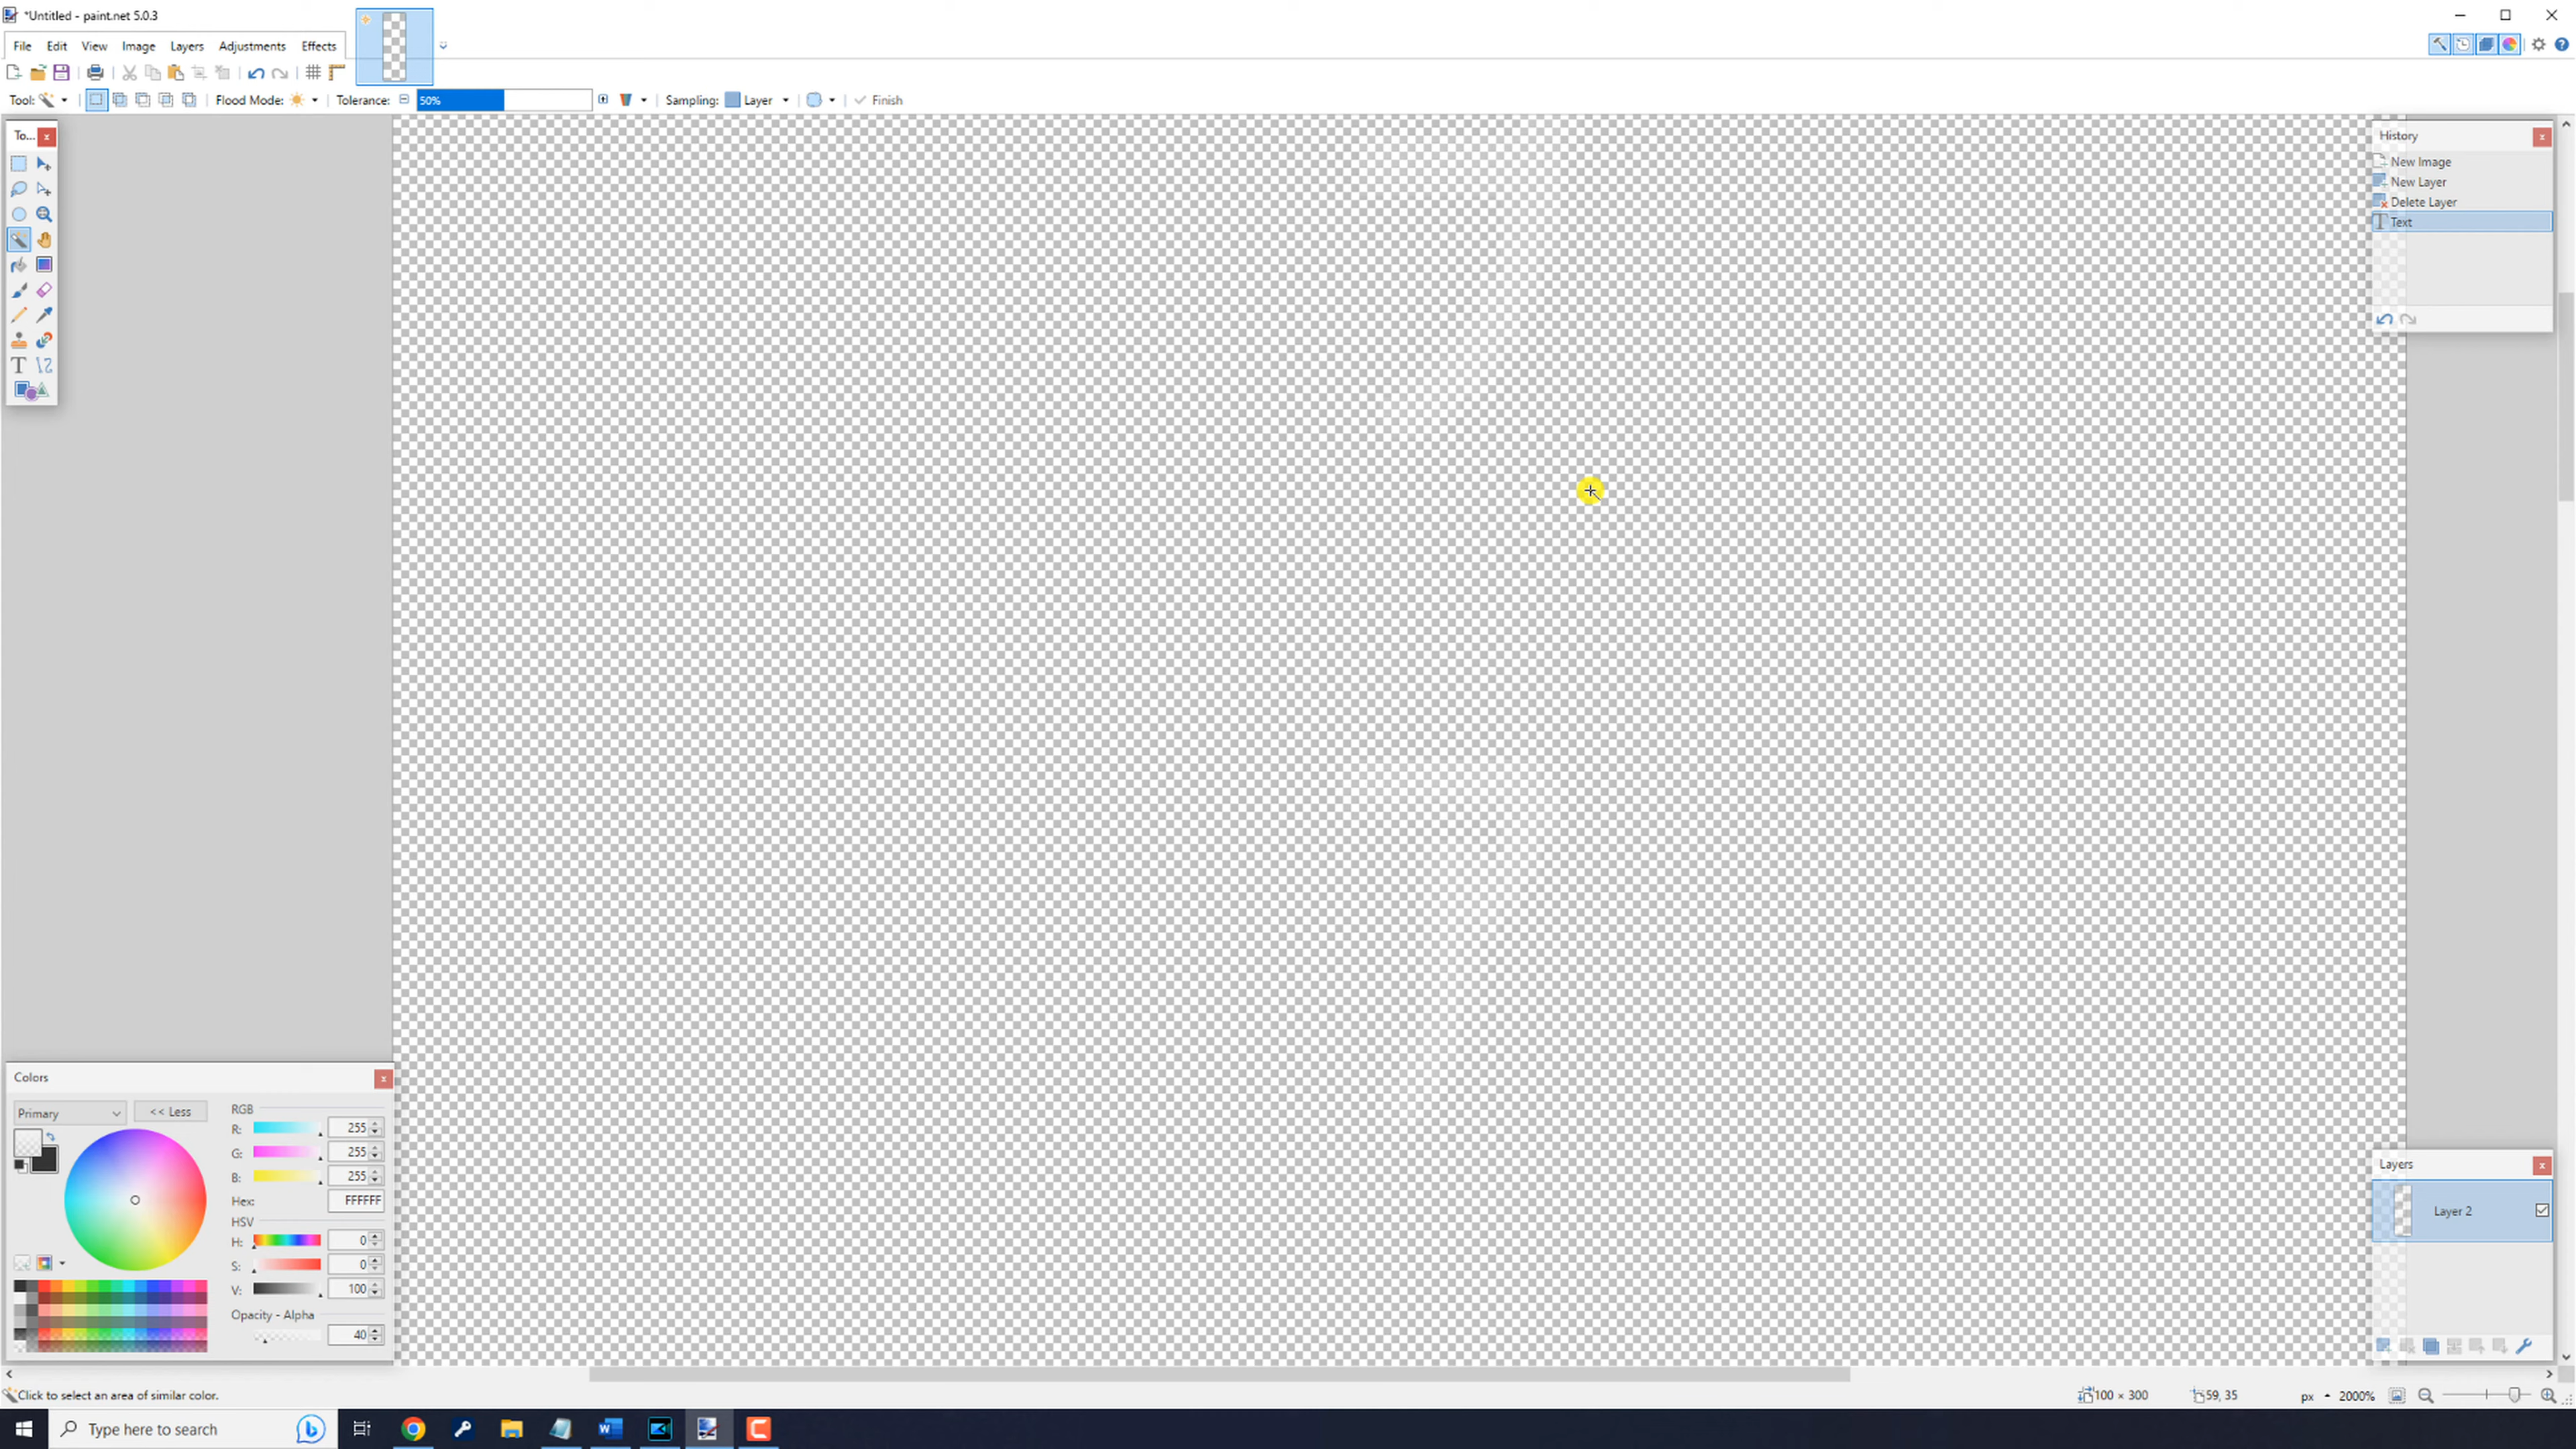 *Untitled - paint.net 5.0.3
File Edit View Image Layers Adjustments Effects
Tool: Flood Mode: Tolerance: 50% Sampling: Layer Finish
To...
History
New Image
New Layer
Delete Layer
Text
Colors
Primary << Less
RGB
R: 255
G: 255
B: 255
Hex: FFFFFF
HSV
H: 0
S: 0
V: 100
Opacity - Alpha
40
Layers
Layer 2
Click to select an area of similar color. 100 × 300 59, 35 px 2000%
Type here to search